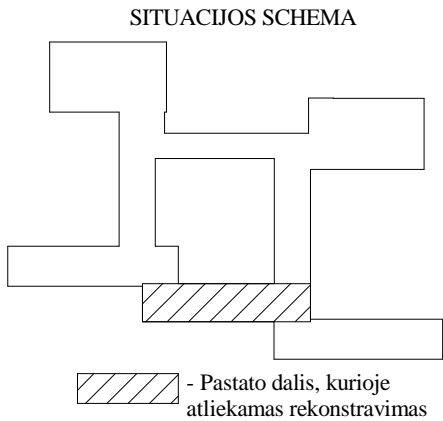 SITUACIJOS SCHEMA
- Pastato dalis, kurioje
atliekamas rekonstravimas